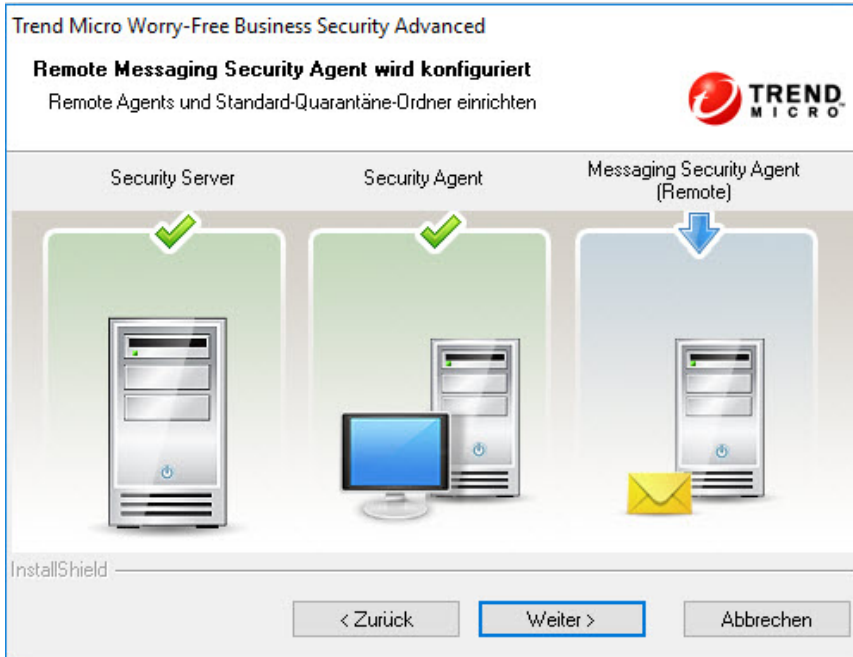 Trend Micro Worry-Free Business Security Advanced
Remote Messaging Security Agent wird konfiguriert
Remote Agents und Standard-Quarantäne-Ordner einrichten
TREND
MICRO
Security Server
Security Agent
Messaging Security Agent
(Remote)
InstallShield
< Zurück
Weiter >
Abbrechen